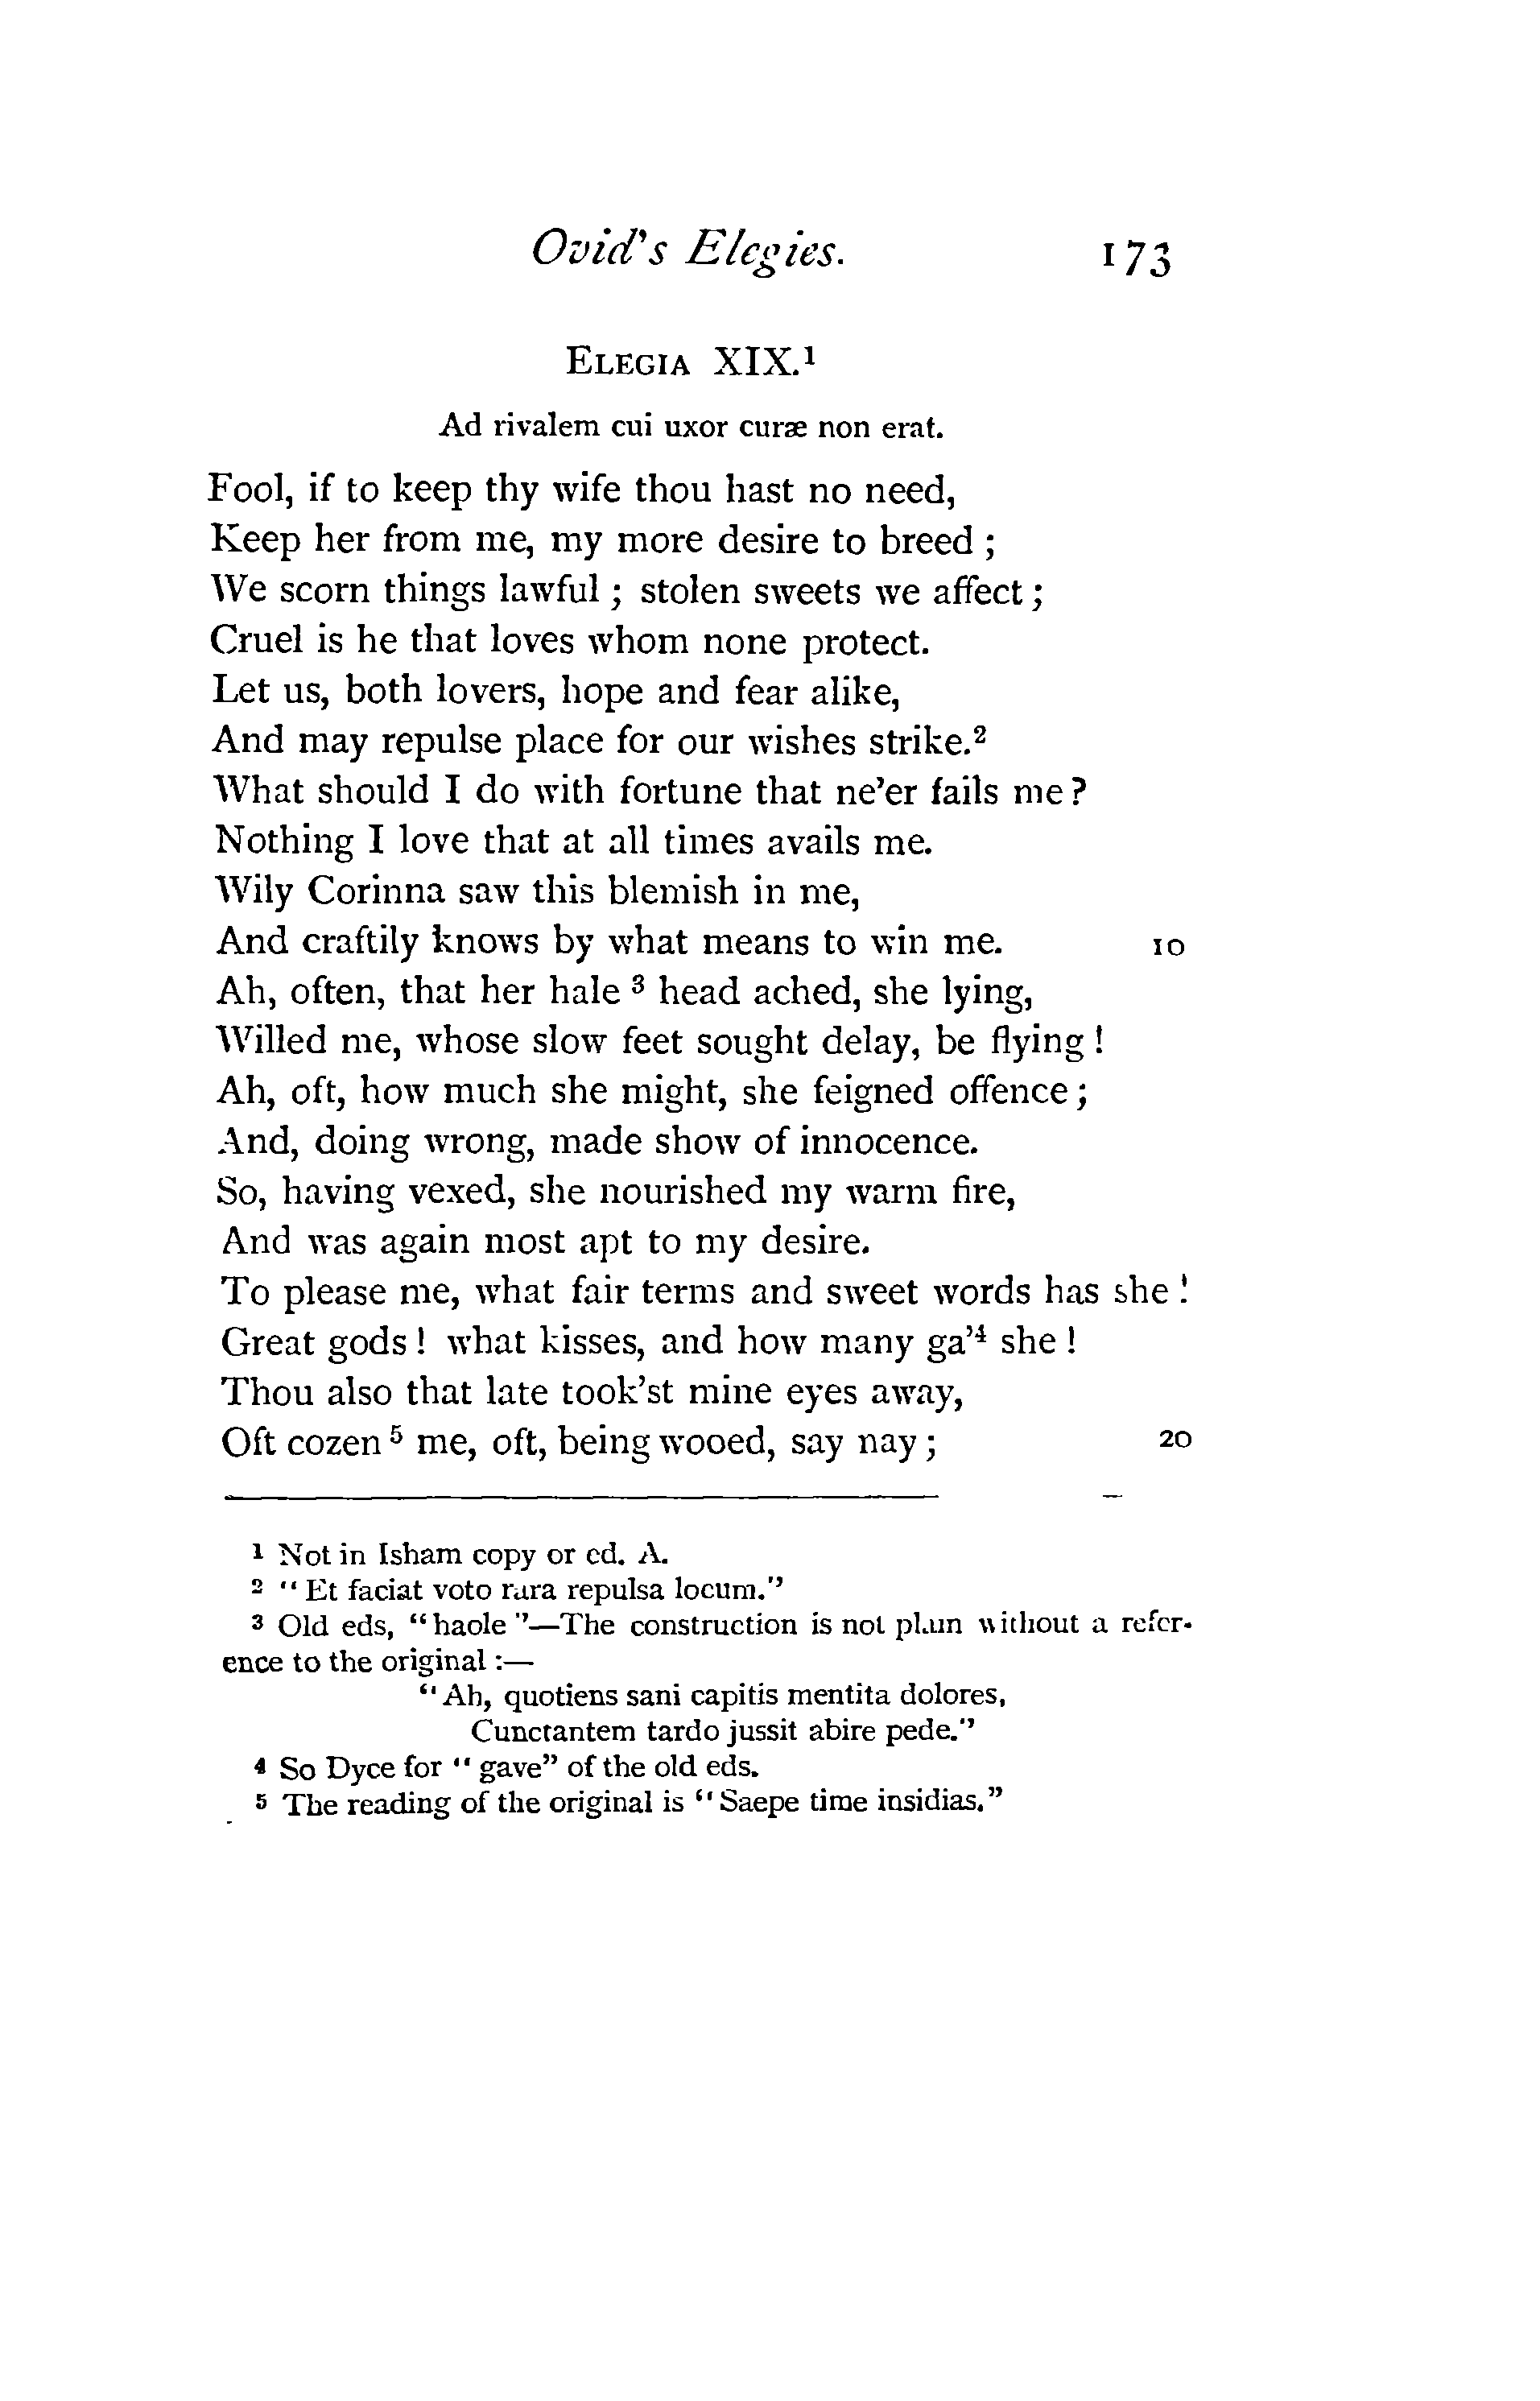 Ovid's Elegies. 173
ELEGIA XIX.¹
Ad rivalem cui uxor curæ non erat.
Fool, if to keep thy wife thou hast no need,
Keep her from me, my more desire to breed ;
We scorn things lawful ; stolen sweets we affect ;
Cruel is he that loves whom none protect.
Let us, both lovers, hope and fear alike,
And may repulse place for our wishes strike.²
What should I do with fortune that ne'er fails me ?
Nothing I love that at all times avails me.
Wily Corinna saw this blemish in me,
And craftily knows by what means to win me. 10
Ah, often, that her hale ³ head ached, she lying,
Willed me, whose slow feet sought delay, be flying !
Ah, oft, how much she might, she feigned offence ;
And, doing wrong, made show of innocence.
So, having vexed, she nourished my warm fire,
And was again most apt to my desire.
To please me, what fair terms and sweet words has she !
Great gods ! what kisses, and how many ga'⁴ she !
Thou also that late took'st mine eyes away,
Oft cozen ⁵ me, oft, being wooed, say nay ; 20
¹ Not in Isham copy or ed. A.
² "Et faciat voto rara repulsa locum."
³ Old eds, "haole"—The construction is not plain without a refer-
ence to the original :—
"Ah, quotiens sani capitis mentita dolores,
Cunctantem tardo jussit abire pede."
⁴ So Dyce for "gave" of the old eds.
⁵ The reading of the original is "Saepe time insidias."